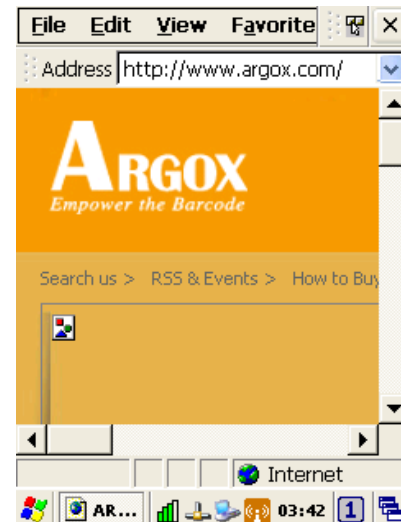 File Edit View Favorite
Address http://www.argox.com/
ARGOX
Empower the Barcode
Search us > RSS & Events > How to Buy
Internet
AR... 03:42 1